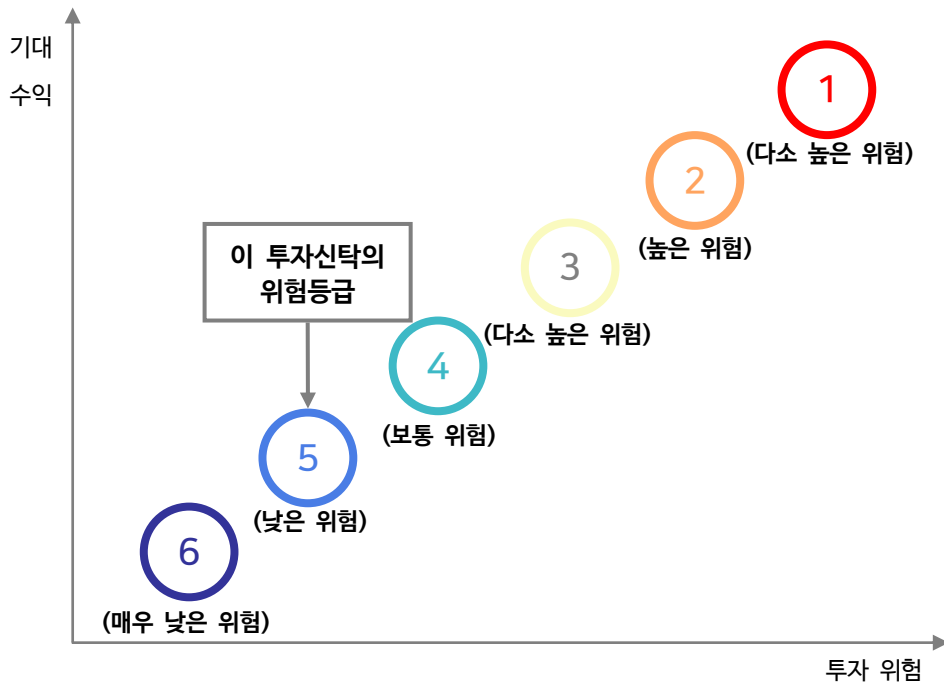 기대
수익
1
(다소 높은 위험)
2
(높은 위험)
3
(다소 높은 위험)
이 투자신탁의
위험등급
4
(보통 위험)
5
(낮은 위험)
6
(매우 낮은 위험)
투자 위험